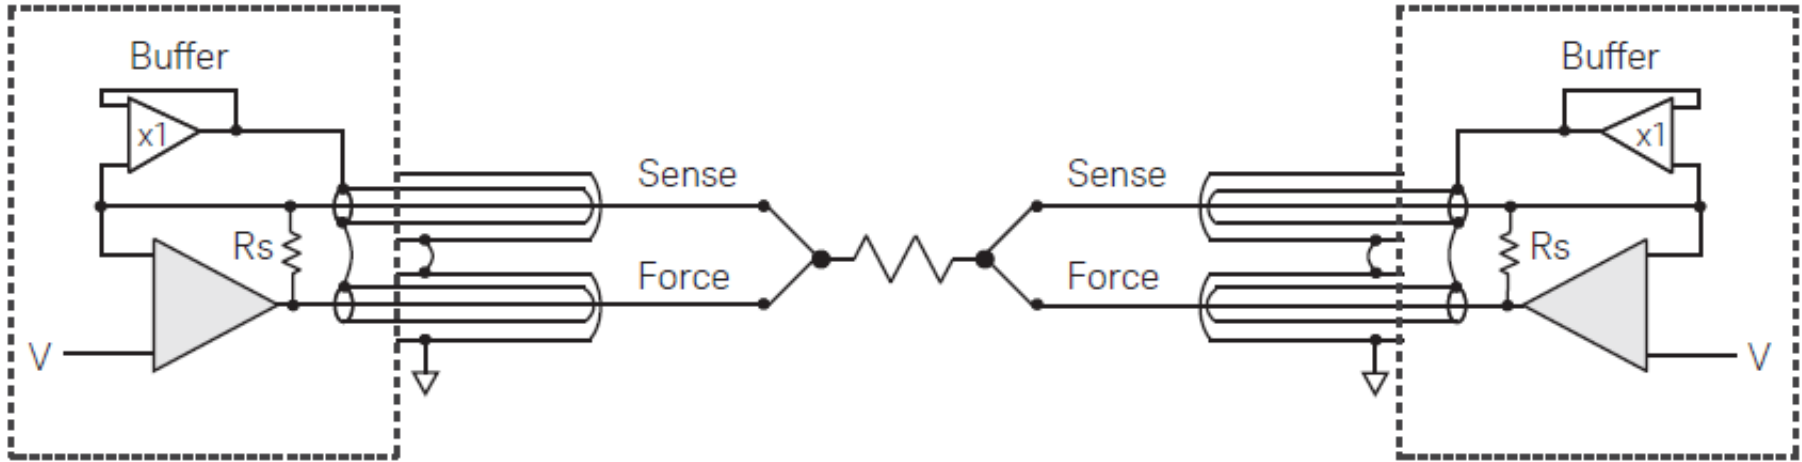 Buffer
Buffer
x1
x1
Sense
Sense
Rs
Rs
Force
Force
V
V